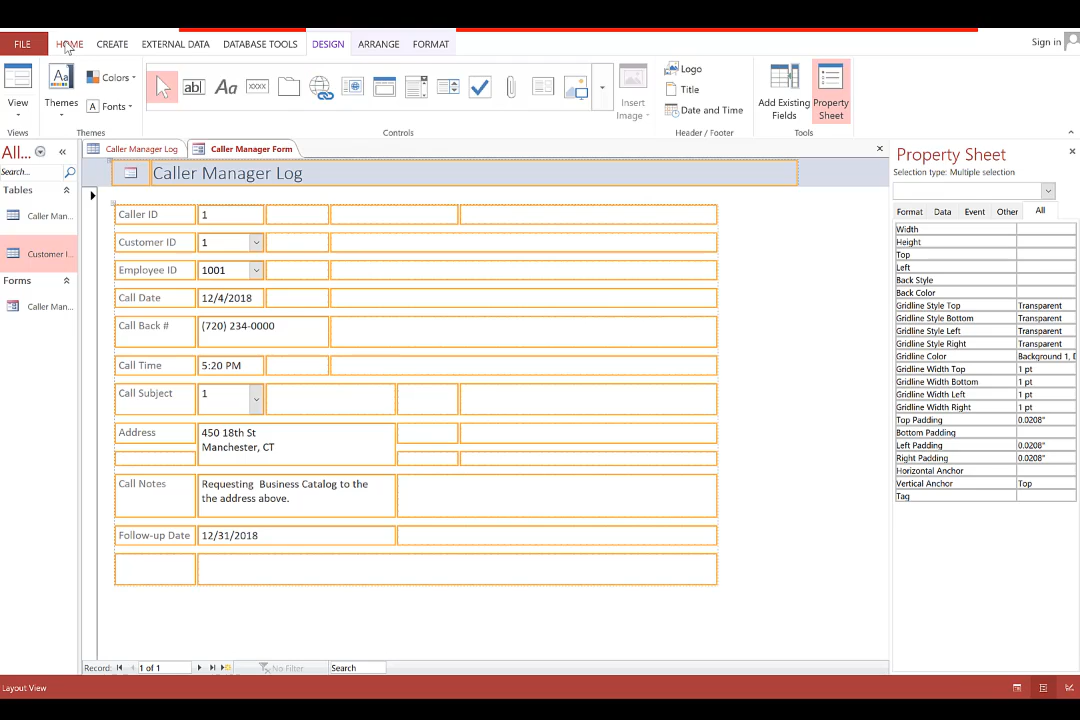 FILE HOME CREATE EXTERNAL DATA DATABASE TOOLS DESIGN ARRANGE FORMAT Sign in
View
Aa
Themes
Colors
A Fonts
ab|
Aa
XXXX
Insert
Image
Logo
Title
Date and Time
Add Existing
Fields
Property
Sheet
Views Themes Controls Header / Footer Tools
All...
Search...
Tables
Caller Man...
Customer I...
Forms
Caller Man...
Caller Manager Log Caller Manager Form
Caller Manager Log
Caller ID 1
Customer ID 1
Employee ID 1001
Call Date 12/4/2018
Call Back # (720) 234-0000
Call Time 5:20 PM
Call Subject 1
Address 450 18th St
Manchester, CT
Call Notes Requesting Business Catalog to the
the address above.
Follow-up Date 12/31/2018
Record: 1 of 1 No Filter Search
Property Sheet
Selection type: Multiple selection
Format Data Event Other All
Width
Height
Top
Left
Back Style
Back Color
Gridline Style Top Transparent
Gridline Style Bottom Transparent
Gridline Style Left Transparent
Gridline Style Right Transparent
Gridline Color Background 1, D
Gridline Width Top 1 pt
Gridline Width Bottom 1 pt
Gridline Width Left 1 pt
Gridline Width Right 1 pt
Top Padding 0.0208"
Bottom Padding
Left Padding 0.0208"
Right Padding 0.0208"
Horizontal Anchor
Vertical Anchor Top
Tag
Layout View